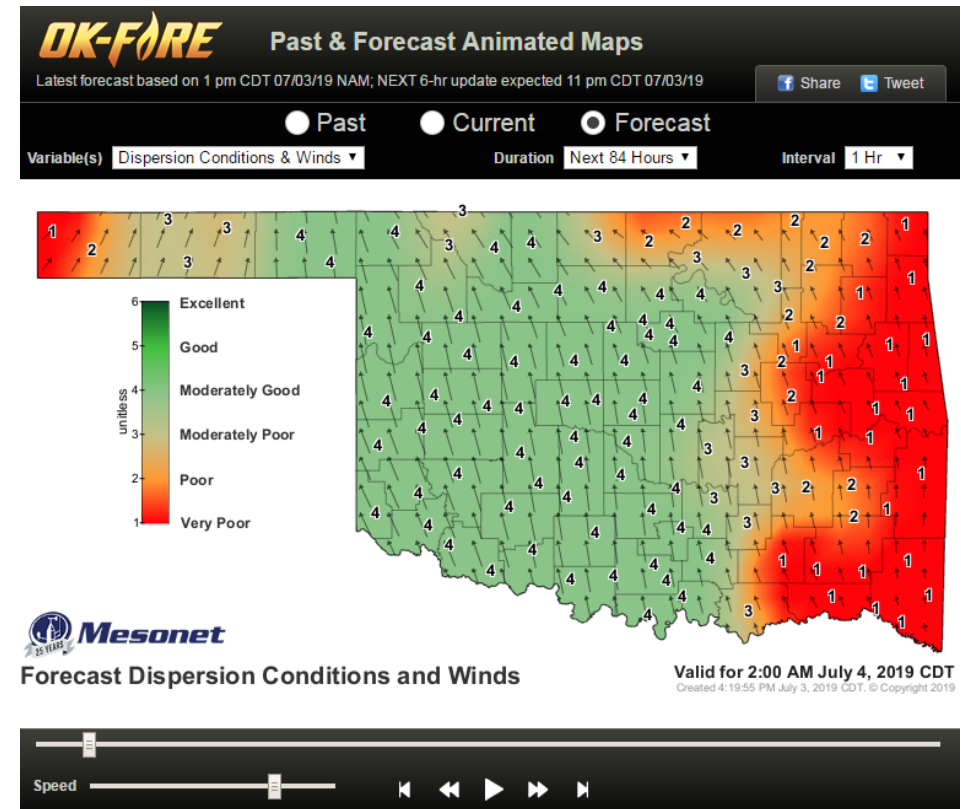 OK-FIRE
Past & Forecast Animated Maps
Latest forecast based on 1 pm CDT 07/03/19 NAM; NEXT 6-hr update expected 11 pm CDT 07/03/19
Share Tweet
Past Current Forecast
Variable(s) Dispersion Conditions & Winds Duration Next 84 Hours Interval 1 Hr
6 Excellent
5 Good
4 Moderately Good
3 Moderately Poor
2 Poor
1 Very Poor
unitless
Mesonet
25 YEARS
Forecast Dispersion Conditions and Winds
Valid for 2:00 AM July 4, 2019 CDT
Created 4:19:55 PM July 3, 2019 CDT. © Copyright 2019
Speed